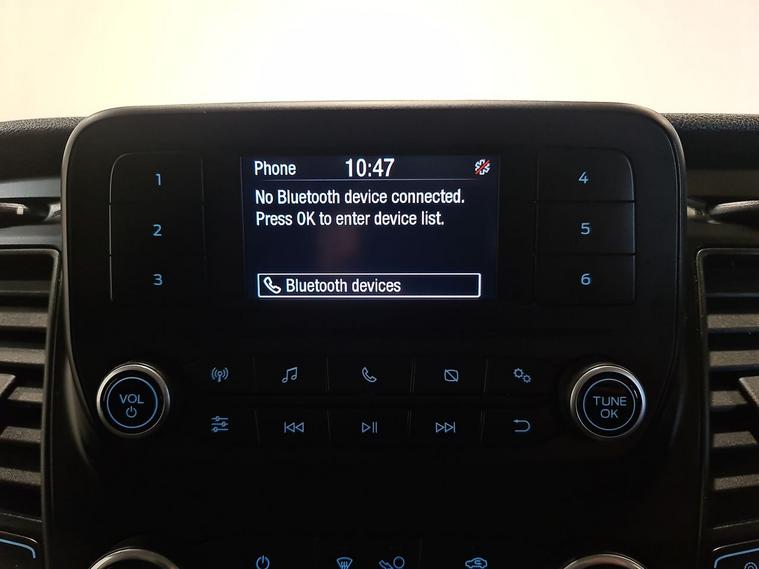 Phone 10:47
No Bluetooth device connected.
Press OK to enter device list.
Bluetooth devices
1
2
3
4
5
6
VOL
TUNE
OK